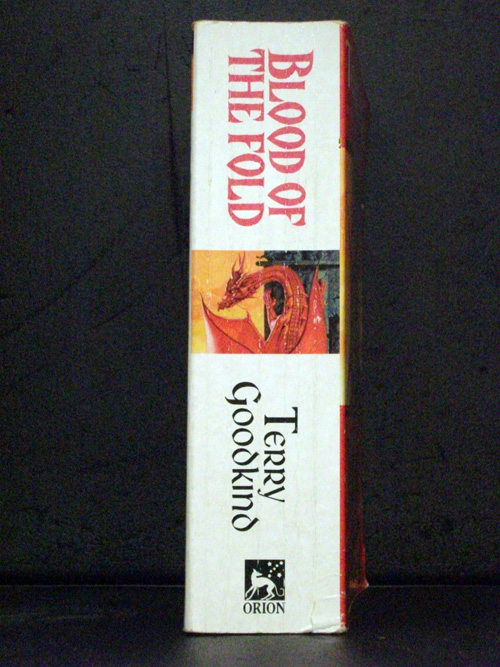 BLOOD OF
THE FOLD
TERRY
GOODKIND
ORION